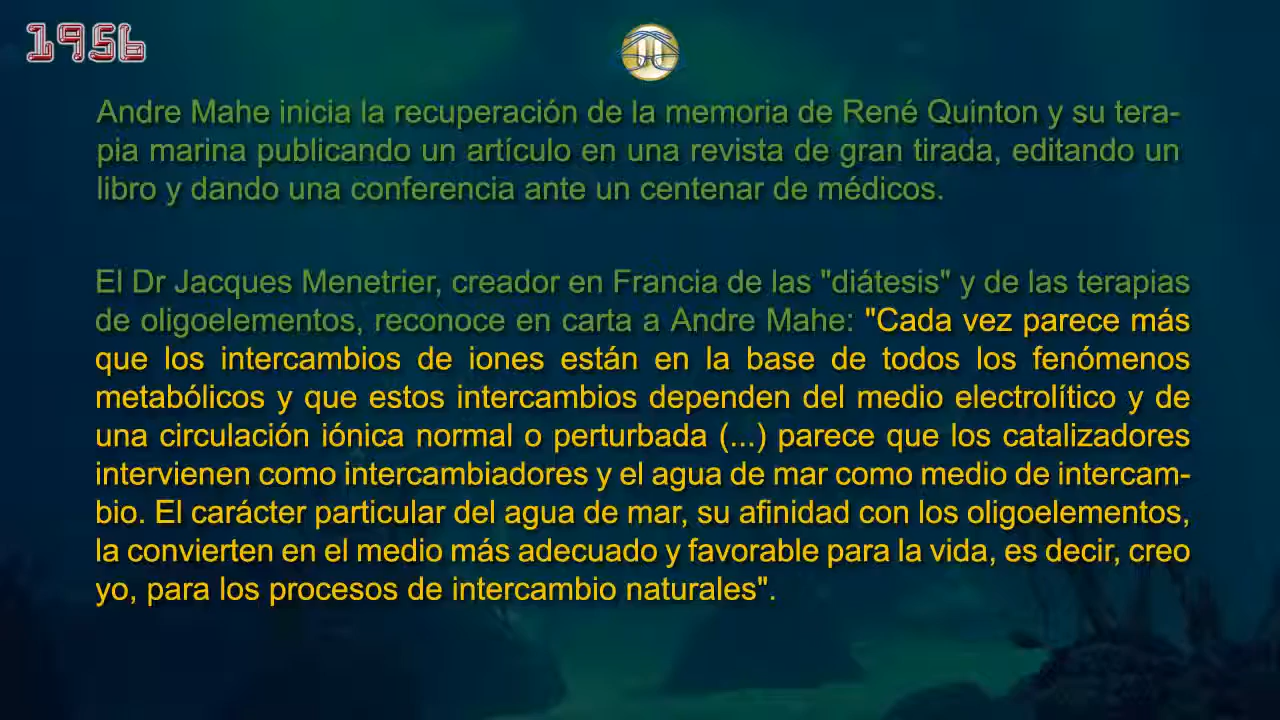 1956
Andre Mahe inicia la recuperación de la memoria de René Quinton y su tera-
pia marina publicando un artículo en una revista de gran tirada, editando un
libro y dando una conferencia ante un centenar de médicos.
El Dr Jacques Menetrier, creador en Francia de las "diátesis" y de las terapias
de oligoelementos, reconoce en carta a Andre Mahe: "Cada vez parece más
que los intercambios de iones están en la base de todos los fenómenos
metabólicos y que estos intercambios dependen del medio electrolítico y de
una circulación iónica normal o perturbada (...) parece que los catalizadores
intervienen como intercambiadores y el agua de mar como medio de intercam-
bio. El carácter particular del agua de mar, su afinidad con los oligoelementos,
la convierten en el medio más adecuado y favorable para la vida, es decir, creo
yo, para los procesos de intercambio naturales".